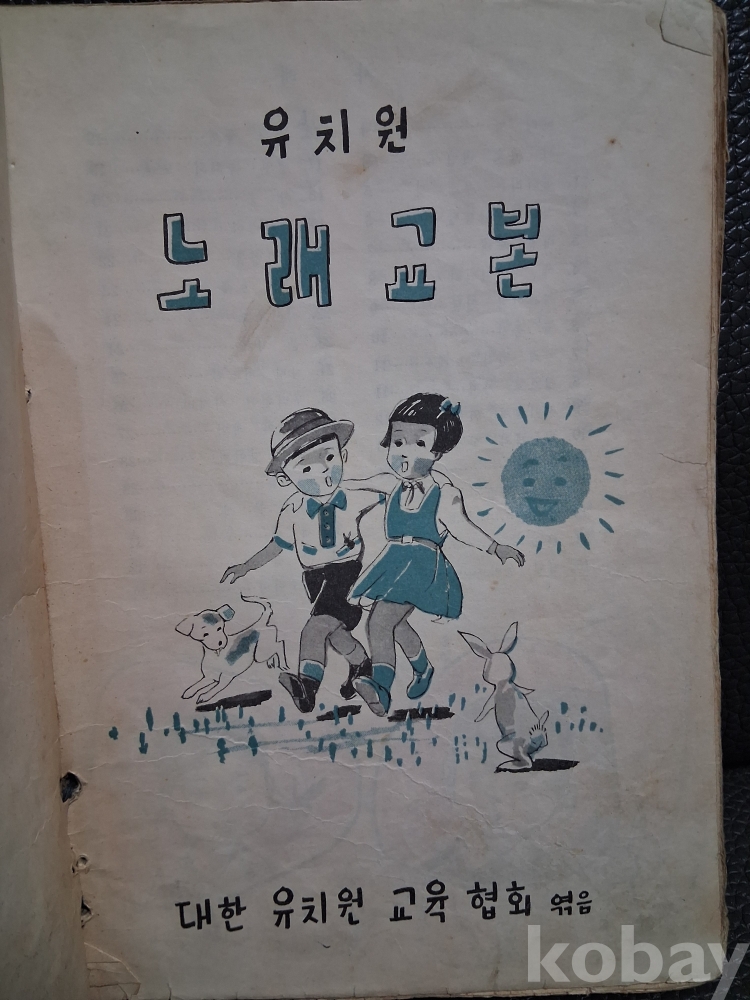 유치원
노래교본
대한 유치원 교육 협회 엮음
kobay